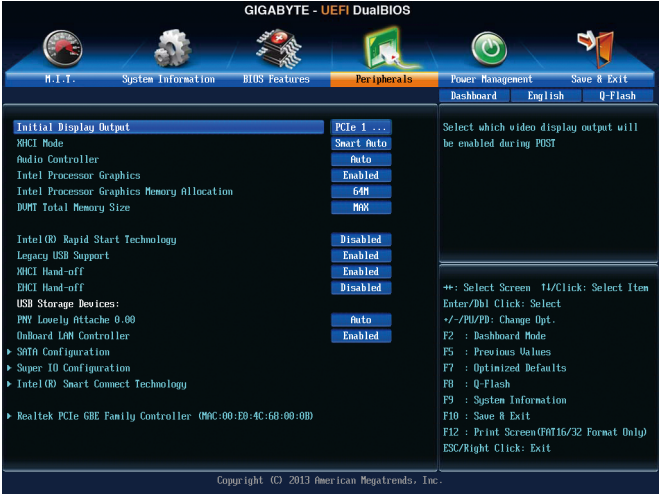 GIGABYTE - UEFI DualBIOS
M.I.T. System Information BIOS Features Peripherals Power Management Save & Exit
Dashboard English Q-Flash
Initial Display Output PCIe 1 ...
XHCI Mode Smart Auto
Audio Controller Auto
Intel Processor Graphics Enabled
Intel Processor Graphics Memory Allocation 64M
DVMT Total Memory Size MAX
Intel(R) Rapid Start Technology Disabled
Legacy USB Support Enabled
XHCI Hand-off Enabled
EHCI Hand-off Disabled
USB Storage Devices:
PNY Lovely Attache 0.00 Auto
OnBoard LAN Controller Enabled
SATA Configuration
Super IO Configuration
Intel(R) Smart Connect Technology
Realtek PCIe GBE Family Controller (MAC:00:E0:4C:68:00:0B)
Select which video display output will
be enabled during POST
→←: Select Screen ↑↓/Click: Select Item
Enter/Dbl Click: Select
+/-/PU/PD: Change Opt.
F2 : Dashboard Mode
F5 : Previous Values
F7 : Optimized Defaults
F8 : Q-Flash
F9 : System Information
F10 : Save & Exit
F12 : Print Screen(FAT16/32 Format Only)
ESC/Right Click: Exit
Copyright (C) 2013 American Megatrends, Inc.